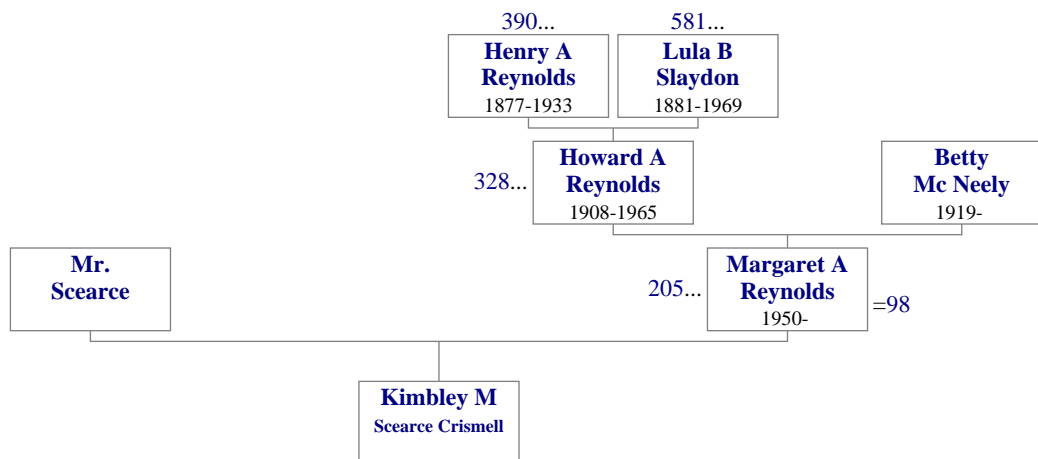 390...
581...
Henry A
Reynolds
1877-1933
Lula B
Slaydon
1881-1969
328...
Howard A
Reynolds
1908-1965
Betty
Mc Neely
1919-
Mr.
Scearce
205...
Margaret A
Reynolds
1950-
=98
Kimbley M
Scearce Crismell